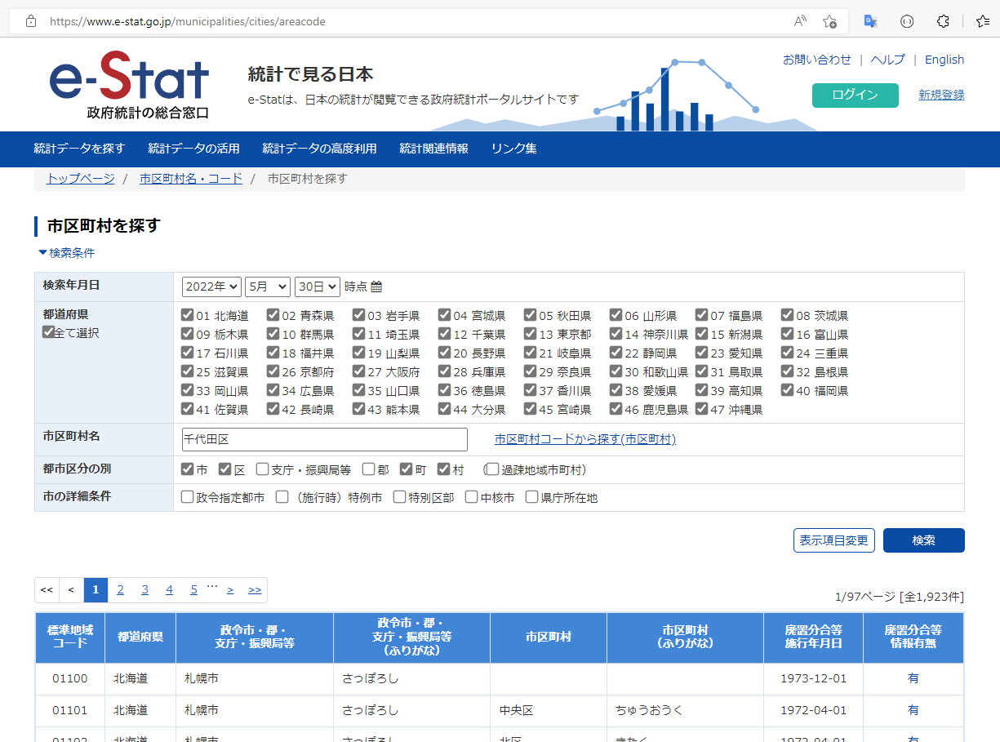 https://www.e-stat.go.jp/municipalities/cities/areacode
e-Stat
政府統計の総合窓口
統計で見る日本
e-Statは、日本の統計が閲覧できる政府統計ポータルサイトです
お問い合わせ | ヘルプ | English
ログイン 新規登録
統計データを探す 統計データの活用 統計データの高度利用 統計関連情報 リンク集
トップページ / 市区町村名・コード / 市区町村を探す
市区町村を探す
▼検索条件
検索年月日 2022年 5月 30日 時点
都道府県
全て選択
01 北海道 02 青森県 03 岩手県 04 宮城県 05 秋田県 06 山形県 07 福島県 08 茨城県
09 栃木県 10 群馬県 11 埼玉県 12 千葉県 13 東京都 14 神奈川県 15 新潟県 16 富山県
17 石川県 18 福井県 19 山梨県 20 長野県 21 岐阜県 22 静岡県 23 愛知県 24 三重県
25 滋賀県 26 京都府 27 大阪府 28 兵庫県 29 奈良県 30 和歌山県 31 鳥取県 32 島根県
33 岡山県 34 広島県 35 山口県 36 徳島県 37 香川県 38 愛媛県 39 高知県 40 福岡県
41 佐賀県 42 長崎県 43 熊本県 44 大分県 45 宮崎県 46 鹿児島県 47 沖縄県
市区町村名 千代田区 市区町村コードから探す(市区町村)
都市区分の別 市 区 支庁・振興局等 郡 町 村 （過疎地域市町村）
市の詳細条件 政令指定都市 （施行時）特例市 特別区部 中核市 県庁所在地
表示項目変更 検索
<< < 1 2 3 4 5 … > >>
1/97ページ [全1,923件]
標準地域コード 都道府県 政令市・郡・支庁・振興局等 政令市・郡・支庁・振興局等（ふりがな） 市区町村 市区町村（ふりがな） 廃置分合等施行年月日 廃置分合等情報有無
01100 北海道 札幌市 さっぽろし 1973-12-01 有
01101 北海道 札幌市 さっぽろし 中央区 ちゅうおうく 1972-04-01 有
01102 北海道 札幌市 さっぽろし 北区 きたく 1972-04-01 有